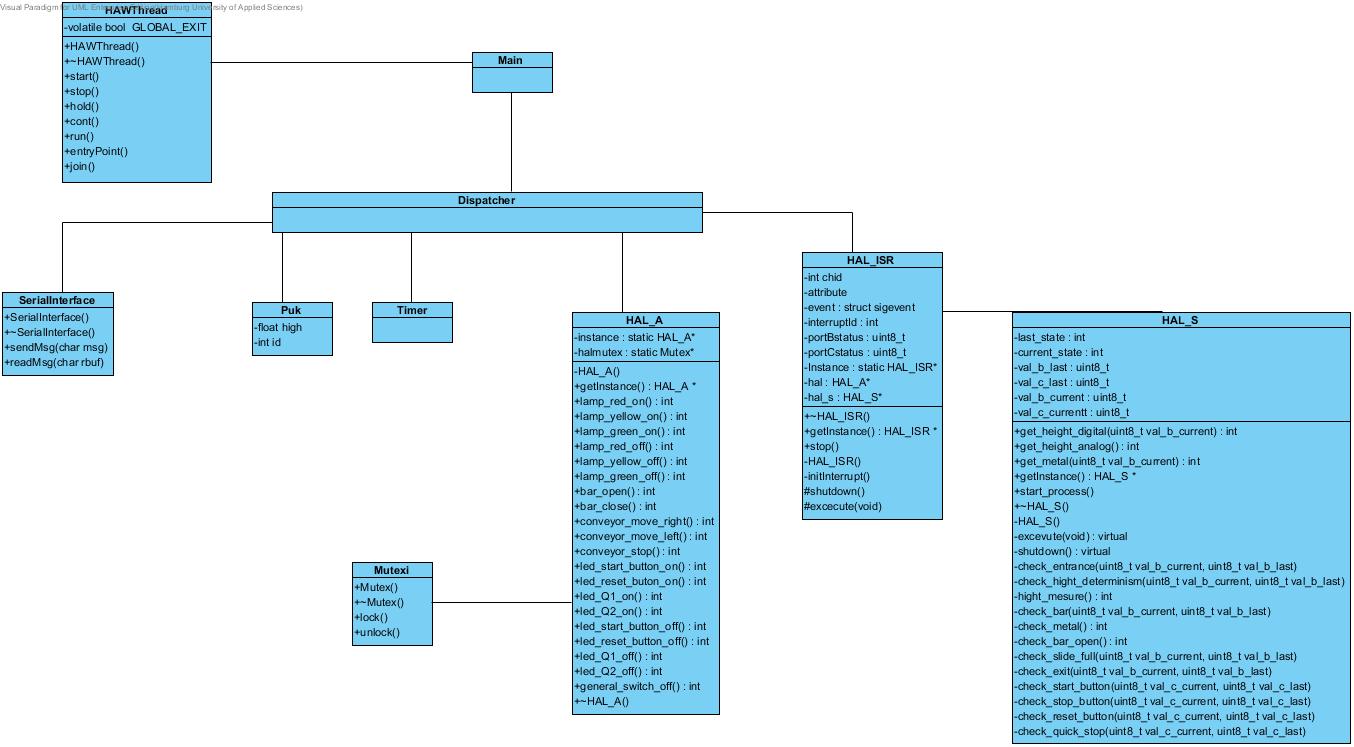 Visual Paradigm for UML Enterprise Edition(Hamburg University of Applied Sciences)
HAWThread
-volatile bool GLOBAL_EXIT
+HAWThread()
+~HAWThread()
+start()
+stop()
+hold()
+cont()
+run()
+entryPoint()
+join()
Main
Dispatcher
SerialInterface
+SerialInterface()
+~SerialInterface()
+sendMsg(char msg)
+readMsg(char rbuf)
Puk
-float high
-int id
Timer
HAL_A
-instance : static HAL_A*
-halmutex : static Mutex*
-HAL_A()
+getInstance() : HAL_A *
+lamp_red_on() : int
+lamp_yellow_on() : int
+lamp_green_on() : int
+lamp_red_off() : int
+lamp_yellow_off() : int
+lamp_green_off() : int
+bar_open() : int
+bar_close() : int
+conveyor_move_right() : int
+conveyor_move_left() : int
+conveyor_stop() : int
+led_start_button_on() : int
+led_reset_buton_on() : int
+led_Q1_on() : int
+led_Q2_on() : int
+led_start_button_off() : int
+led_reset_button_off() : int
+led_Q1_off() : int
+led_Q2_off() : int
+general_switch_off() : int
+~HAL_A()
Mutexi
+Mutex()
+~Mutex()
+lock()
+unlock()
HAL_ISR
-int chid
-attribute
-event : struct sigevent
-interruptId : int
-portBstatus : uint8_t
-portCstatus : uint8_t
-Instance : static HAL_ISR*
-hal : HAL_A*
-hal_s : HAL_S*
+~HAL_ISR()
+getInstance() : HAL_ISR *
+stop()
-HAL_ISR()
-initInterrupt()
#shutdown()
#excecute(void)
HAL_S
-last_state : int
-current_state : int
-val_b_last : uint8_t
-val_c_last : uint8_t
-val_b_current : uint8_t
-val_c_currentt : uint8_t
+get_height_digital(uint8_t val_b_current) : int
+get_height_analog() : int
+get_metal(uint8_t val_b_current) : int
+getInstance() : HAL_S *
+start_process()
+~HAL_S()
-HAL_S()
-excevute(void) : virtual
-shutdown() : virtual
-check_entrance(uint8_t val_b_current, uint8_t val_b_last)
-check_hight_determinism(uint8_t val_b_current, uint8_t val_b_last)
-hight_mesure() : int
-check_bar(uint8_t val_b_current, uint8_t val_b_last)
-check_metal() : int
-check_bar_open() : int
-check_slide_full(uint8_t val_b_current, uint8_t val_b_last)
-check_exit(uint8_t val_b_current, uint8_t val_b_last)
-check_start_button(uint8_t val_c_current, uint8_t val_c_last)
-check_stop_button(uint8_t val_c_current, uint8_t val_c_last)
-check_reset_button(uint8_t val_c_current, uint8_t val_c_last)
-check_quick_stop(uint8_t val_c_current, uint8_t val_c_last)